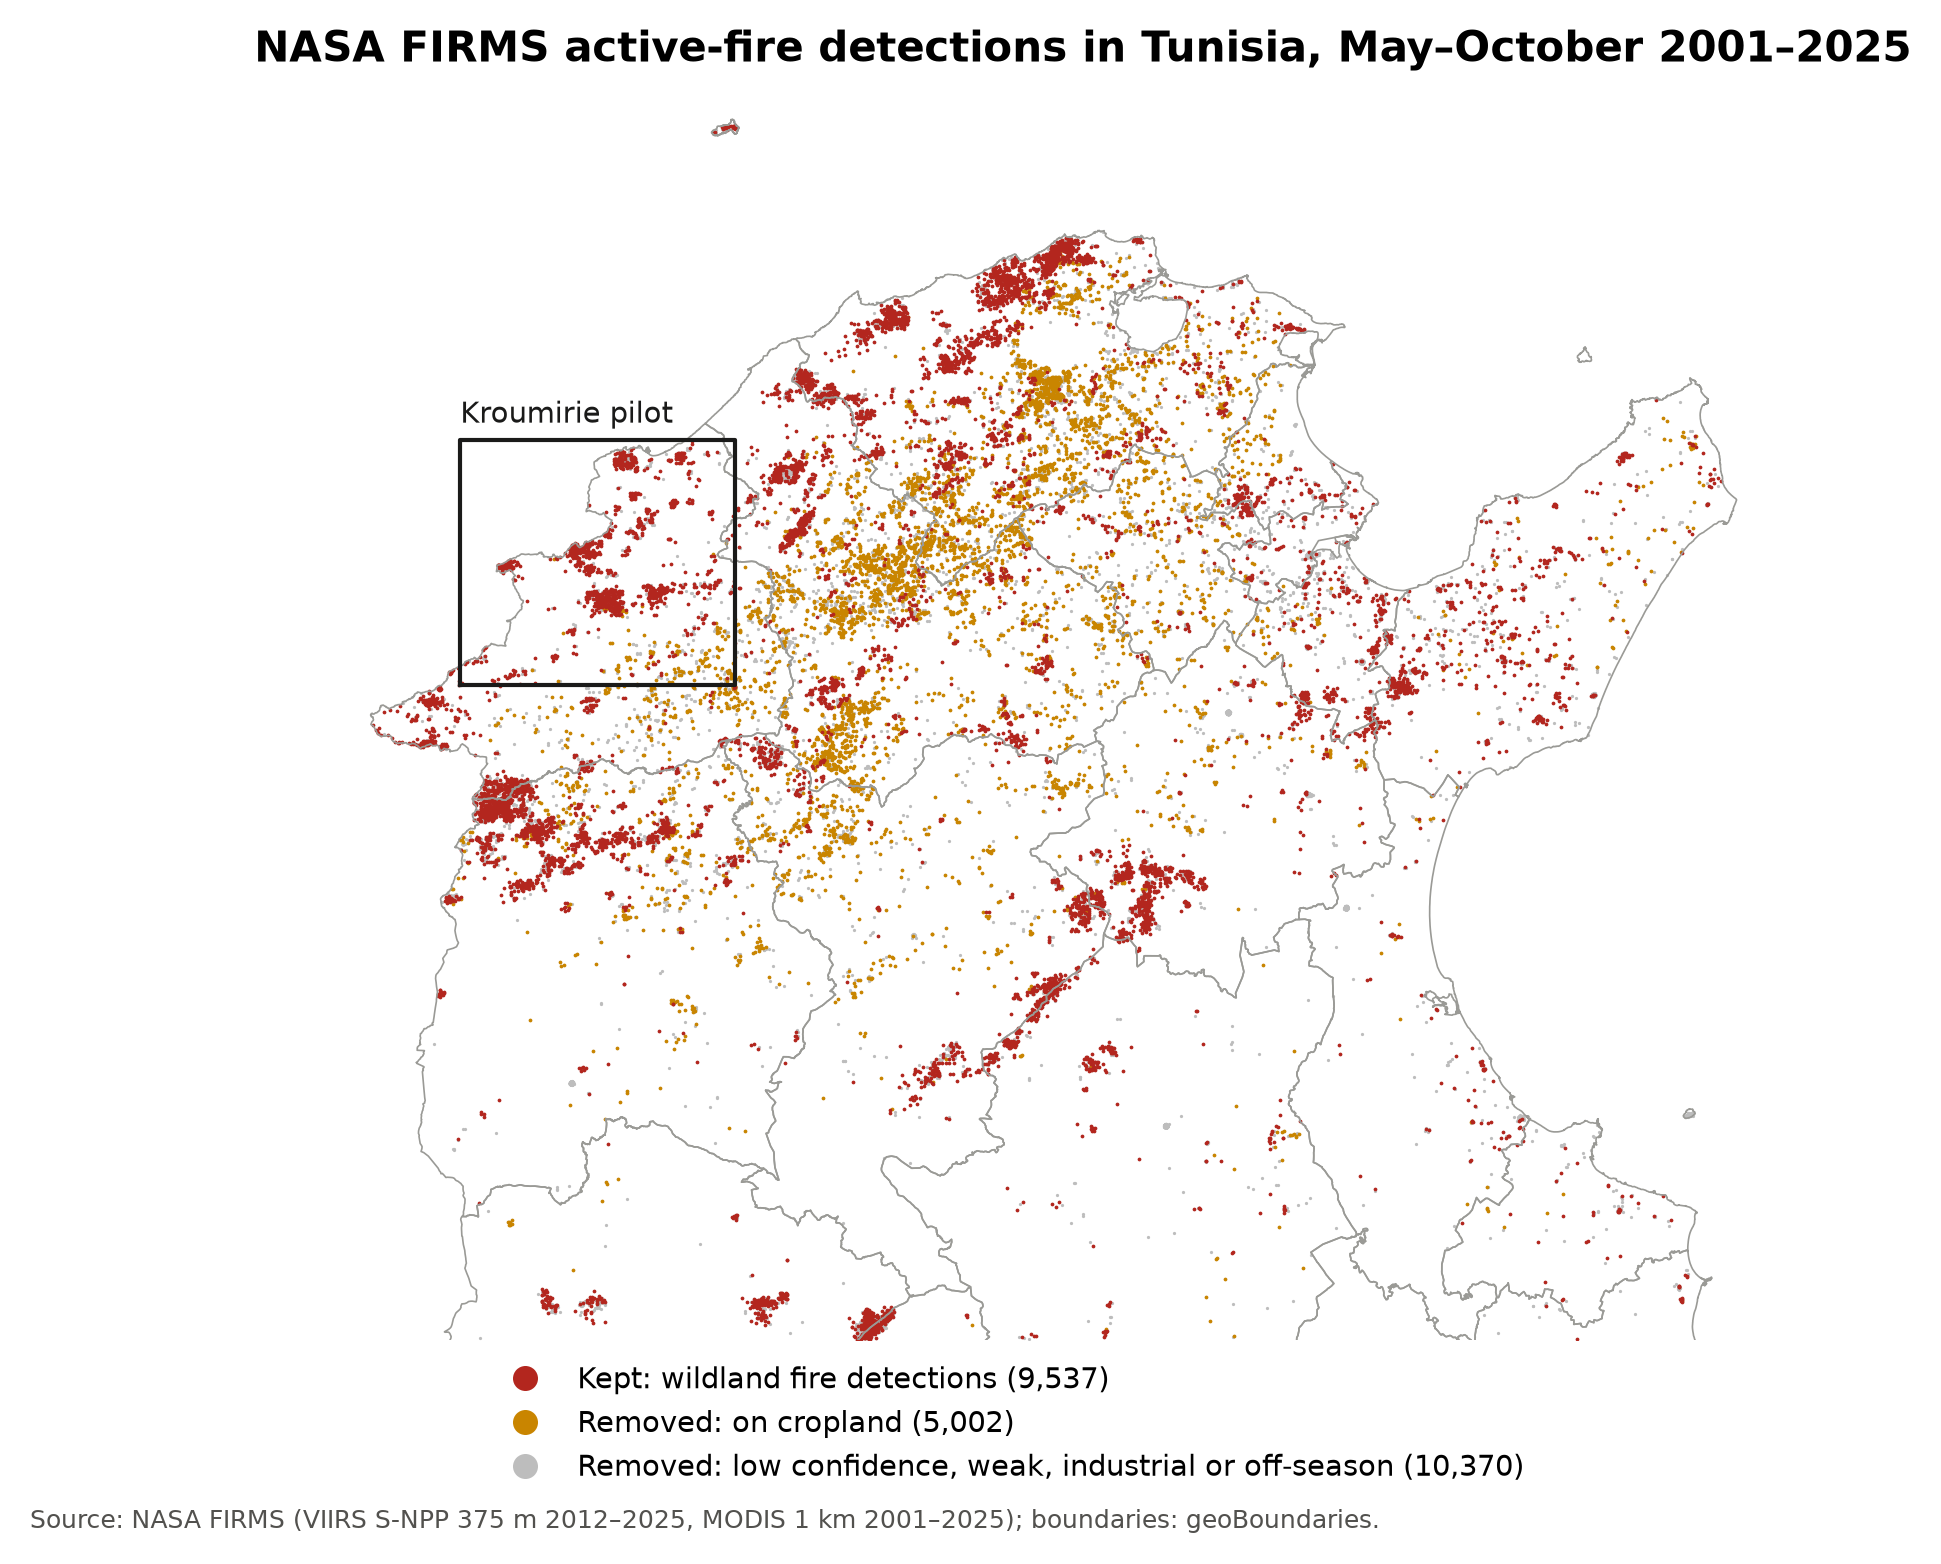 NASA FIRMS active-fire detections in Tunisia, May–October 2001–2025
Kroumirie pilot
Kept: wildland fire detections (9,537)
Removed: on cropland (5,002)
Removed: low confidence, weak, industrial or off-season (10,370)
Source: NASA FIRMS (VIIRS S-NPP 375 m 2012–2025, MODIS 1 km 2001–2025); boundaries: geoBoundaries.